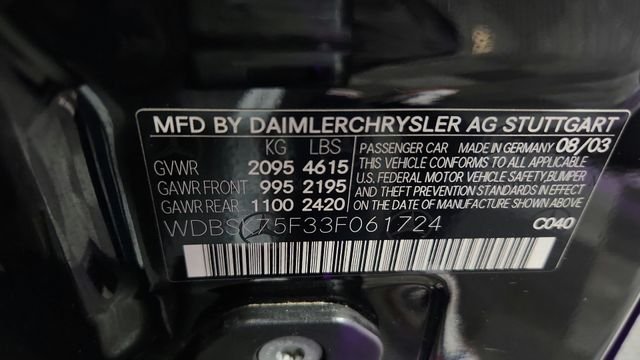 MFD BY DAIMLERCHRYSLER AG STUTTGART
KG LBS
GVWR 2095 4615
GAWR FRONT 995 2195
GAWR REAR 1100 2420
PASSENGER CAR MADE IN GERMANY 08/03
THIS VEHICLE CONFORMS TO ALL APPLICABLE
U.S. FEDERAL MOTOR VEHICLE SAFETY,BUMPER
AND THEFT PREVENTION STANDARDS IN EFFECT
ON THE DATE OF MANUFACTURE SHOWN ABOVE
WDBSK75F33F061724
C040